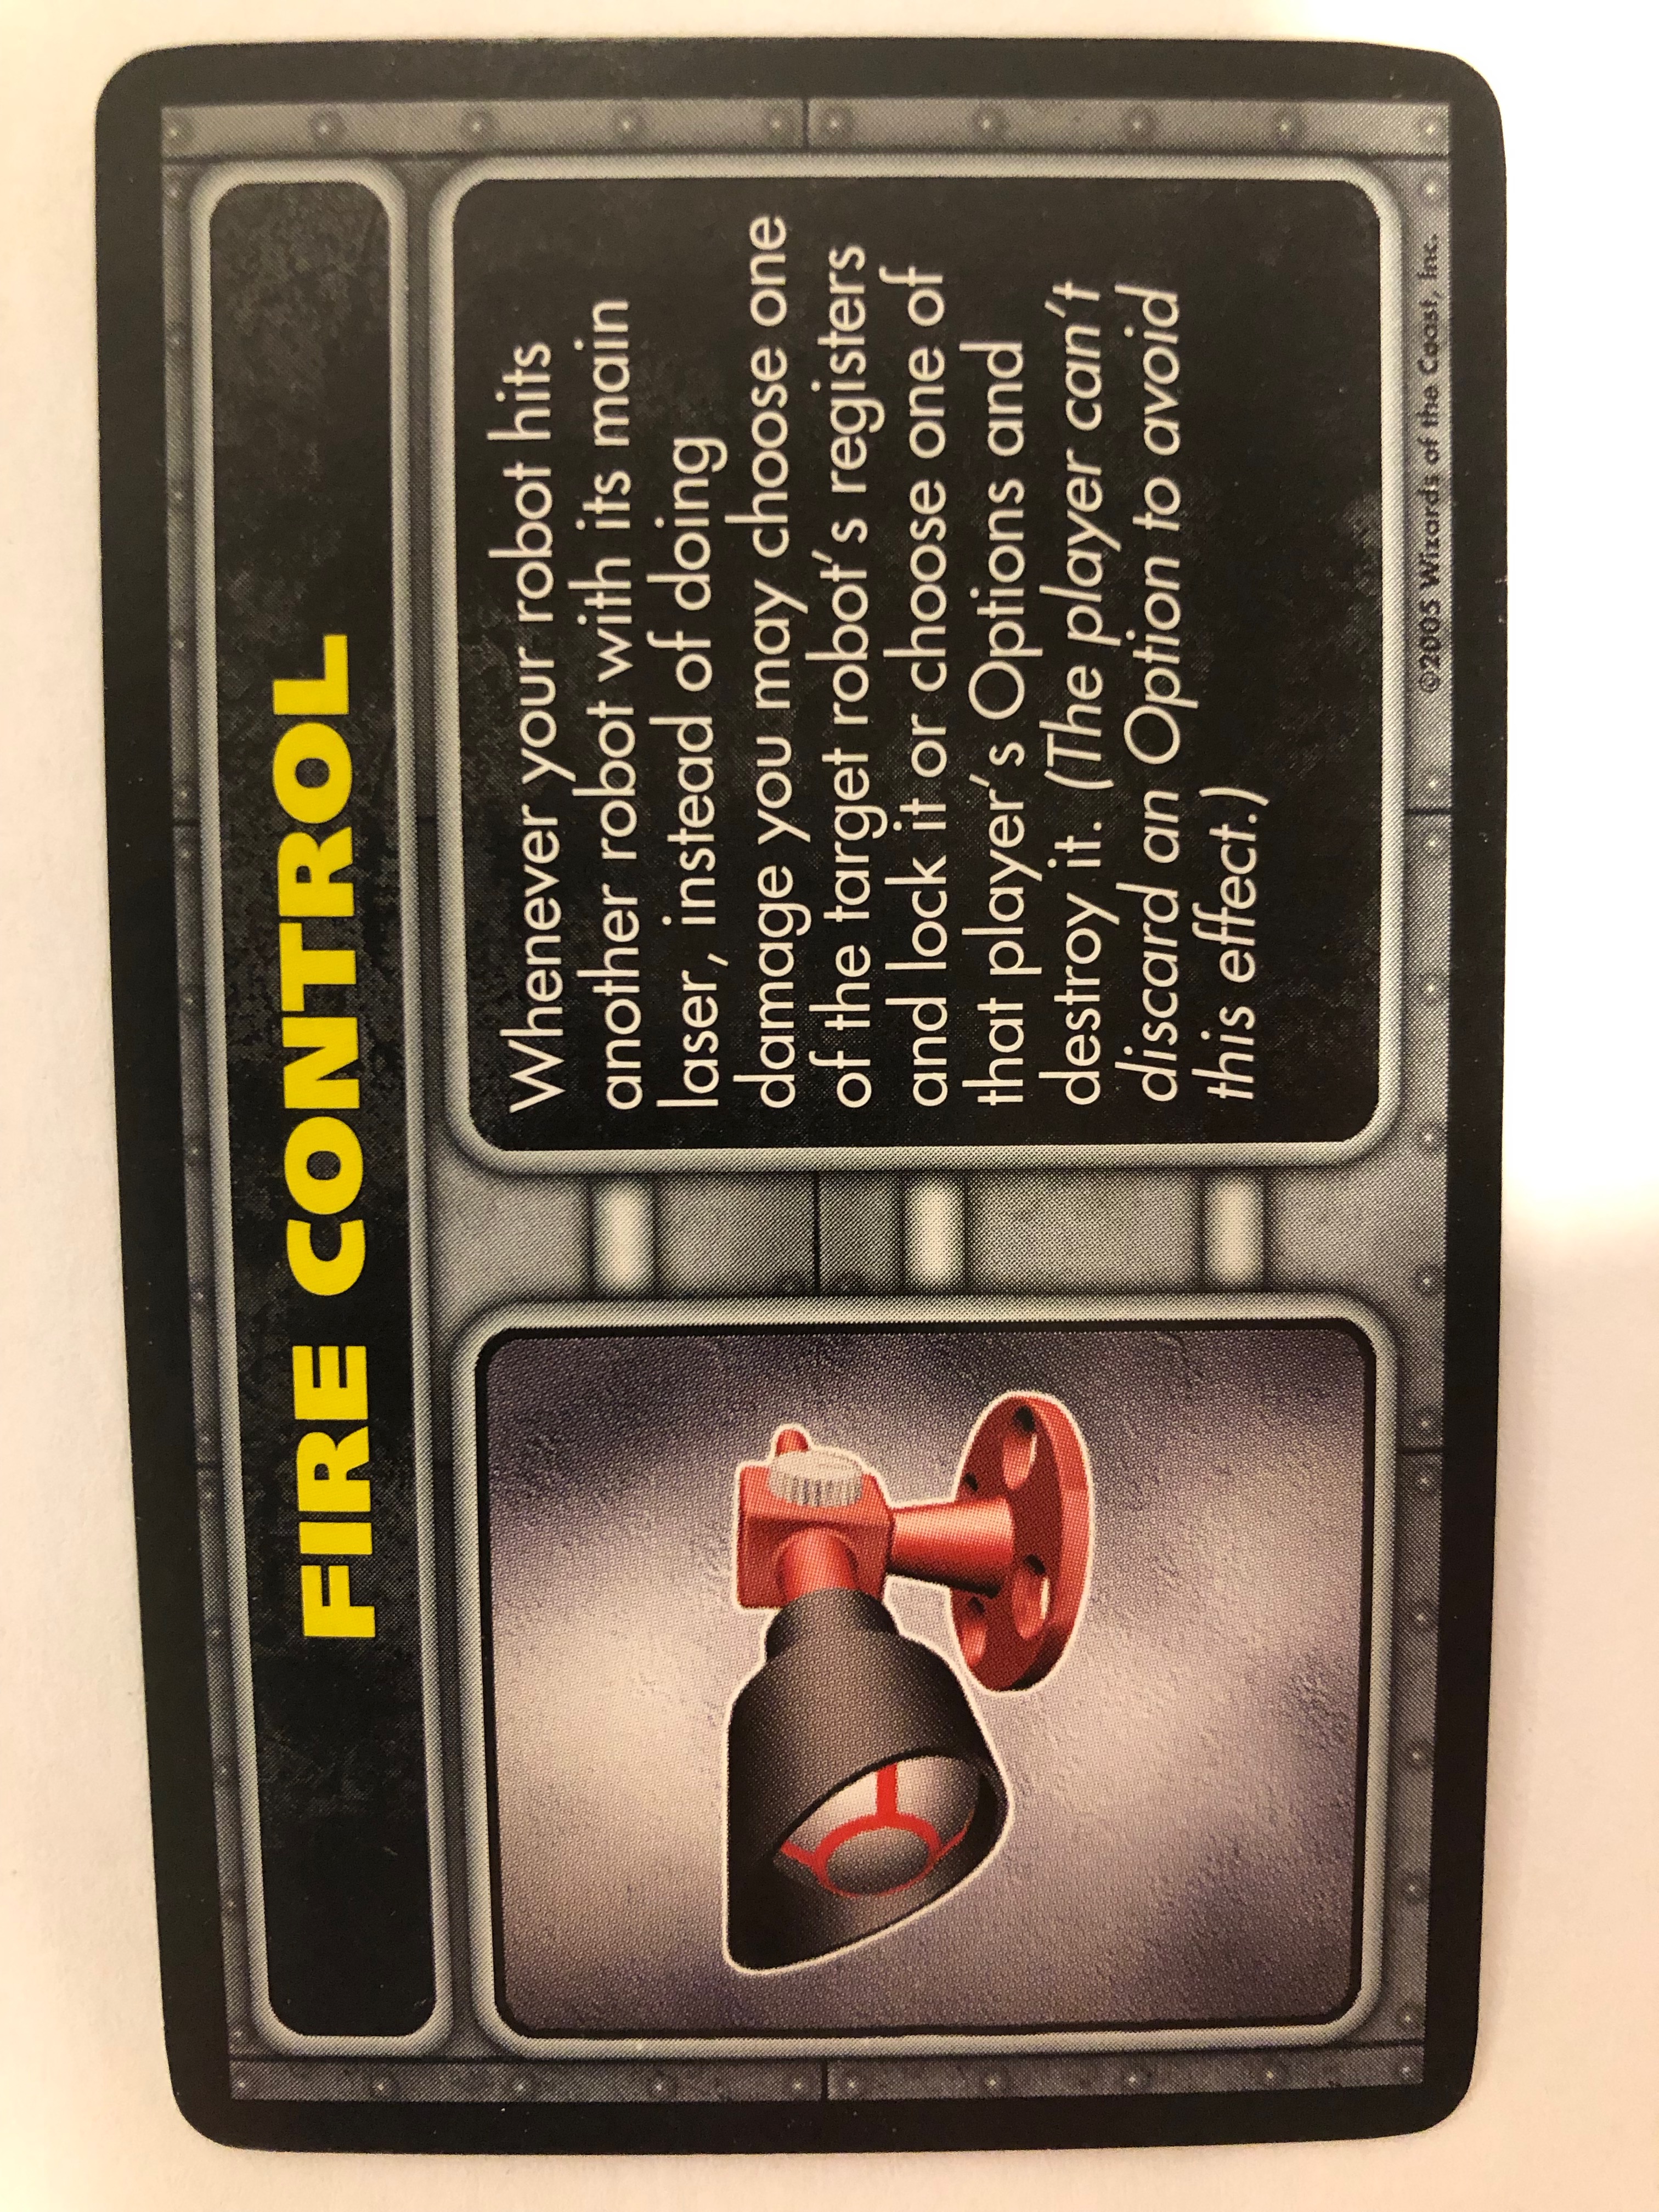 FIRE CONTROL
Whenever your robot hits
another robot with its main
laser, instead of doing
damage you may choose one
of the target robot's registers
and lock it or choose one of
that player's Options and
destroy it. (The player can't
discard an Option to avoid
this effect.)
©2005 Wizards of the Coast, Inc.